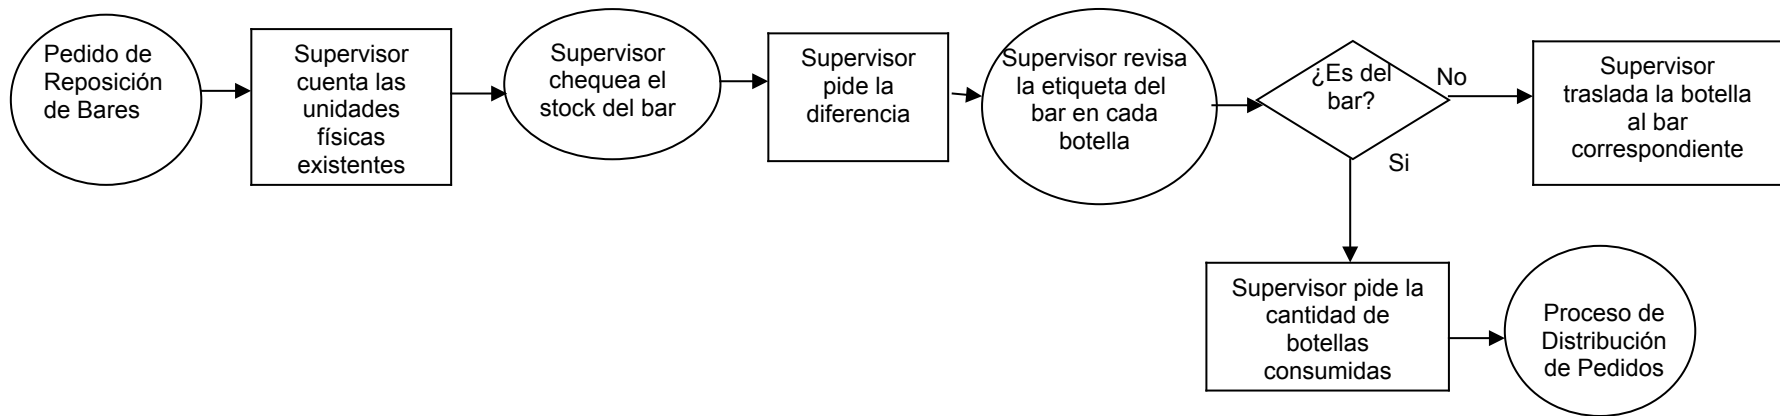 Pedido de
Reposición
de Bares
Supervisor
cuenta las
unidades
físicas
existentes
Supervisor
chequea el
stock del bar
Supervisor
pide la
diferencia
Supervisor revisa
la etiqueta del
bar en cada
botella
¿Es del
bar?
No
Supervisor
traslada la botella
al bar
correspondiente
Si
Supervisor pide la
cantidad de
botellas
consumidas
Proceso de
Distribución
de Pedidos